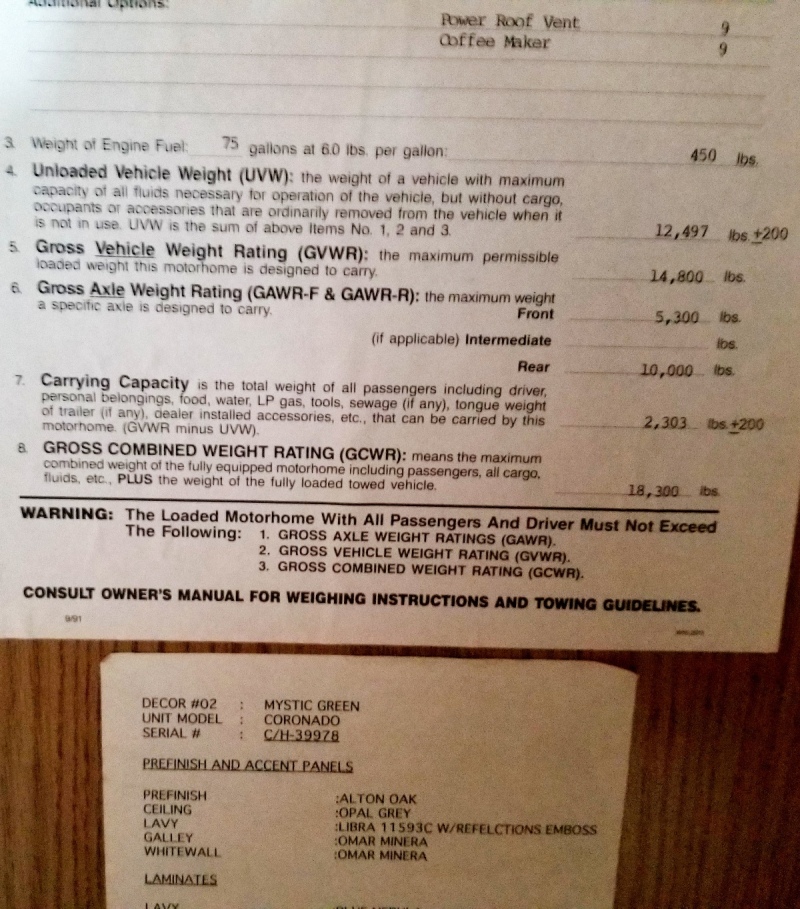 Additional Options:
Power Roof Vent 9
Coffee Maker 9
3. Weight of Engine Fuel: 75 gallons at 6.0 lbs. per gallon: 450 lbs.
4. Unloaded Vehicle Weight (UVW): the weight of a vehicle with maximum
capacity of all fluids necessary for operation of the vehicle, but without cargo,
occupants or accessories that are ordinarily removed from the vehicle when it
is not in use. UVW is the sum of above Items No. 1, 2 and 3. 12,497 lbs.±200
5. Gross Vehicle Weight Rating (GVWR): the maximum permissible
loaded weight this motorhome is designed to carry. 14,800 lbs.
6. Gross Axle Weight Rating (GAWR-F & GAWR-R): the maximum weight
a specific axle is designed to carry. Front 5,300 lbs.
(if applicable) Intermediate lbs.
Rear 10,000 lbs.
7. Carrying Capacity is the total weight of all passengers including driver,
personal belongings, food, water, LP gas, tools, sewage (if any), tongue weight
of trailer (if any), dealer installed accessories, etc., that can be carried by this
motorhome. (GVWR minus UVW). 2,303 lbs.±200
8. GROSS COMBINED WEIGHT RATING (GCWR): means the maximum
combined weight of the fully equipped motorhome including passengers, all cargo,
fluids, etc., PLUS the weight of the fully loaded towed vehicle. 18,300 lbs.
WARNING: The Loaded Motorhome With All Passengers And Driver Must Not Exceed
The Following: 1. GROSS AXLE WEIGHT RATINGS (GAWR).
2. GROSS VEHICLE WEIGHT RATING (GVWR).
3. GROSS COMBINED WEIGHT RATING (GCWR).
CONSULT OWNER'S MANUAL FOR WEIGHING INSTRUCTIONS AND TOWING GUIDELINES.
9/91
DECOR #02 : MYSTIC GREEN
UNIT MODEL : CORONADO
SERIAL # : C/H-39978
PREFINISH AND ACCENT PANELS
PREFINISH :ALTON OAK
CEILING :OPAL GREY
LAVY :LIBRA 11593C W/REFELCTIONS EMBOSS
GALLEY :OMAR MINERA
WHITEWALL :OMAR MINERA
LAMINATES
LAVY